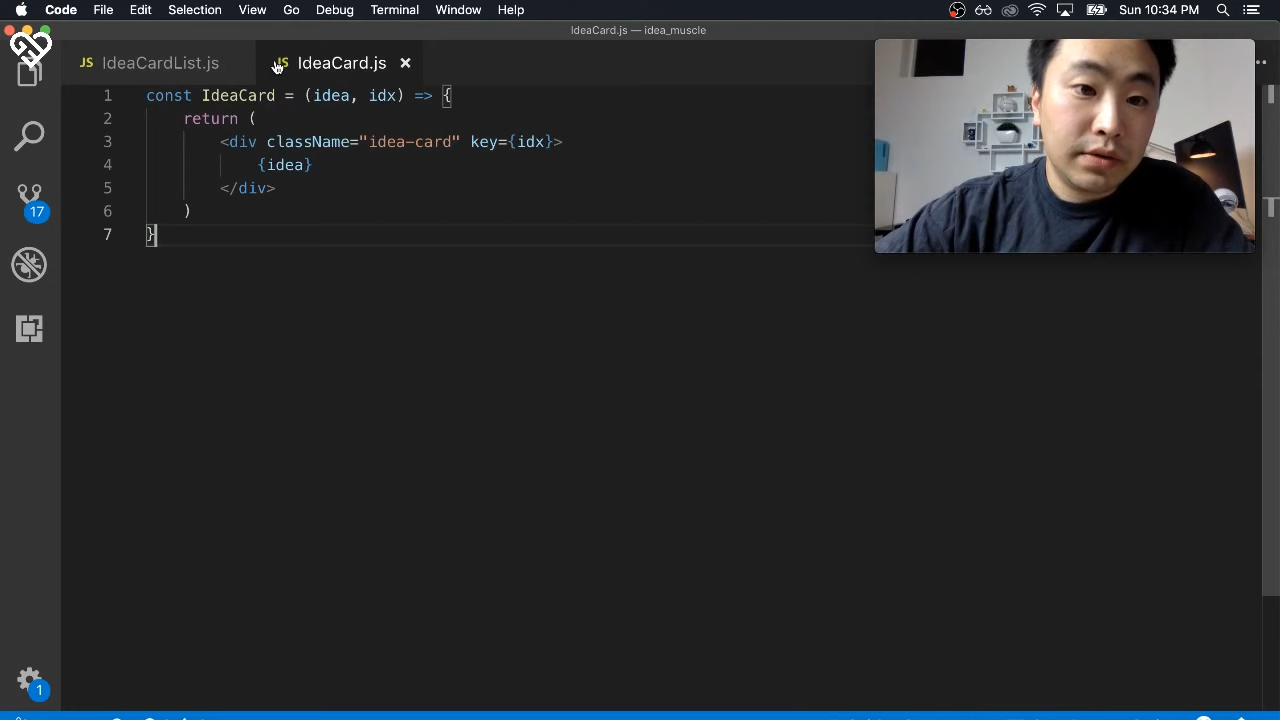 Code File Edit Selection View Go Debug Terminal Window Help Sun 10:34 PM
IdeaCard.js — idea_muscle
JS IdeaCardList.js JS IdeaCard.js
1 const IdeaCard = (idea, idx) => {
2 return (
3 <div className="idea-card" key={idx}>
4 {idea}
5 </div>
6 )
7 }
17
1